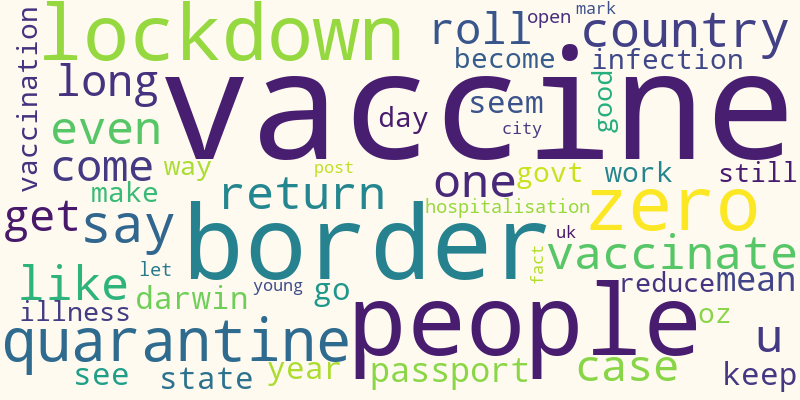 vaccination
lockdown
roll
open
mark
country
become
infection
long
vaccine
day
seem
good
city
even
come
way
post
make
return
one
govt
work
still
get
say
border
hospitalisation
zero
uk
fact
vaccinate
like
let
young
go
darwin
illness
people
reduce
mean
oz
u
quarantine
see
state
year
passport
case
keep